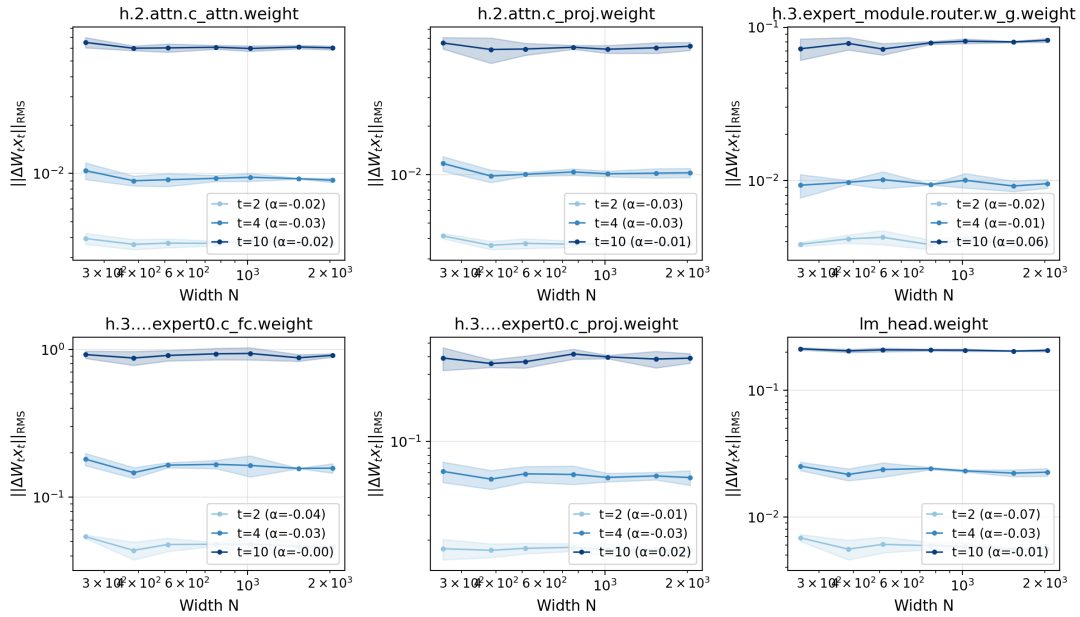 h.2.attn.c_attn.weight
||ΔW_t x_t||_RMS
10⁻²
t=2 (α=-0.02)
t=4 (α=-0.03)
t=10 (α=-0.02)
3 × 10² 4 × 10² 6 × 10² 10³ 2 × 10³
Width N
h.2.attn.c_proj.weight
||ΔW_t x_t||_RMS
10⁻²
t=2 (α=-0.03)
t=4 (α=-0.03)
t=10 (α=-0.01)
3 × 10² 4 × 10² 6 × 10² 10³ 2 × 10³
Width N
h.3.expert_module.router.w_g.weight
||ΔW_t x_t||_RMS
10⁻¹
10⁻²
t=2 (α=-0.02)
t=4 (α=-0.01)
t=10 (α=0.06)
3 × 10² 4 × 10² 6 × 10² 10³ 2 × 10³
Width N
h.3....expert0.c_fc.weight
||ΔW_t x_t||_RMS
10⁰
10⁻¹
t=2 (α=-0.04)
t=4 (α=-0.03)
t=10 (α=-0.00)
3 × 10² 4 × 10² 6 × 10² 10³ 2 × 10³
Width N
h.3....expert0.c_proj.weight
||ΔW_t x_t||_RMS
10⁻¹
t=2 (α=-0.01)
t=4 (α=-0.03)
t=10 (α=0.02)
3 × 10² 4 × 10² 6 × 10² 10³ 2 × 10³
Width N
lm_head.weight
||ΔW_t x_t||_RMS
10⁻¹
10⁻²
t=2 (α=-0.07)
t=4 (α=-0.03)
t=10 (α=-0.01)
3 × 10² 4 × 10² 6 × 10² 10³ 2 × 10³
Width N